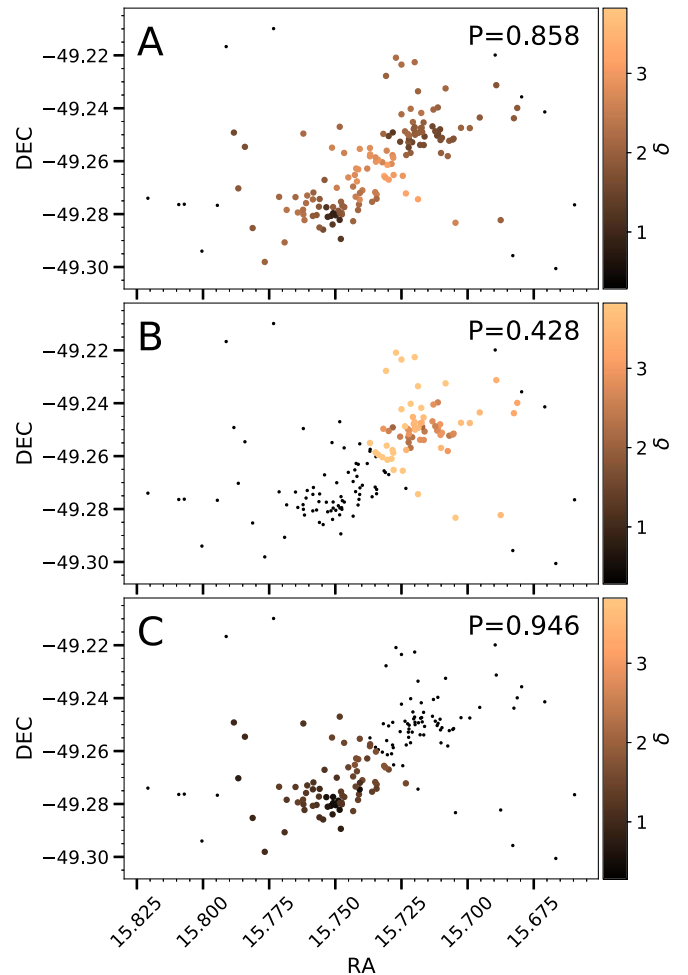 A
P=0.858
−49.22
−49.24
−49.26
−49.28
−49.30
DEC
3
2
1
δ
B
P=0.428
−49.22
−49.24
−49.26
−49.28
−49.30
DEC
3
2
1
δ
C
P=0.946
−49.22
−49.24
−49.26
−49.28
−49.30
DEC
3
2
1
δ
15.825
15.800
15.775
15.750
15.725
15.700
15.675
RA